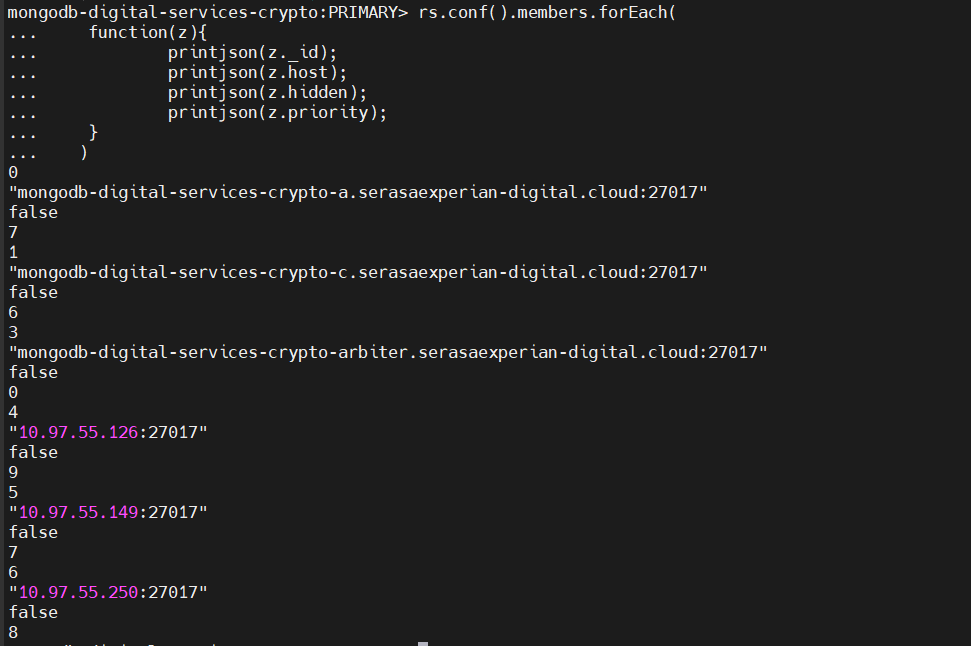 mongodb-digital-services-crypto:PRIMARY> rs.conf().members.forEach(
...     function(z){
...             printjson(z._id);
...             printjson(z.host);
...             printjson(z.hidden);
...             printjson(z.priority);
...     }
...    )
0
"mongodb-digital-services-crypto-a.serasaexperian-digital.cloud:27017"
false
7
1
"mongodb-digital-services-crypto-c.serasaexperian-digital.cloud:27017"
false
6
3
"mongodb-digital-services-crypto-arbiter.serasaexperian-digital.cloud:27017"
false
0
4
"10.97.55.126:27017"
false
9
5
"10.97.55.149:27017"
false
7
6
"10.97.55.250:27017"
false
8